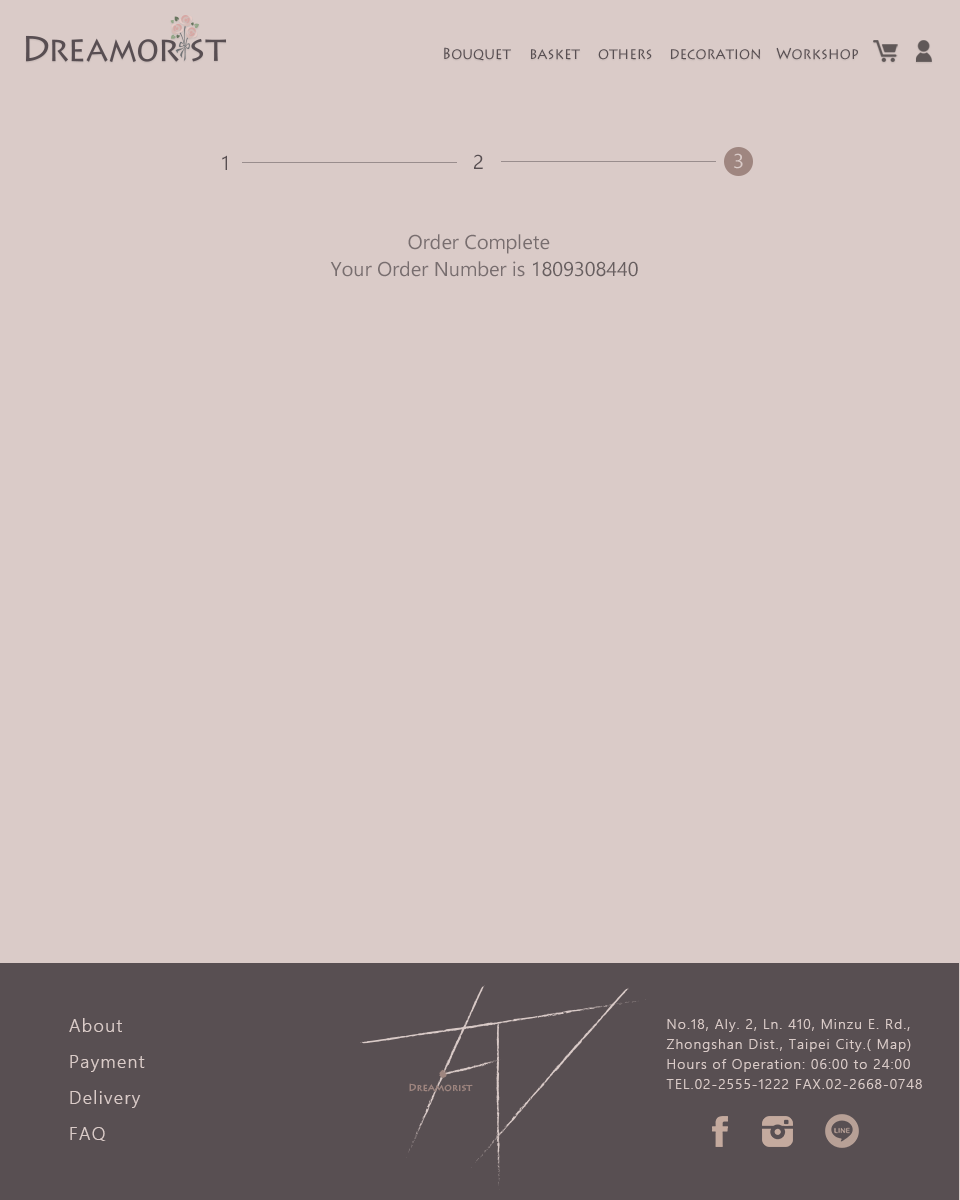 DREAMORIST
BOUQUET BASKET OTHERS DECORATION WORKSHOP
1 2 3
Order Complete
Your Order Number is 1809308440
About
Payment
Delivery
FAQ
DREAMORIST
No.18, Aly. 2, Ln. 410, Minzu E. Rd.,
Zhongshan Dist., Taipei City.( Map)
Hours of Operation: 06:00 to 24:00
TEL.02-2555-1222 FAX.02-2668-0748
f LINE